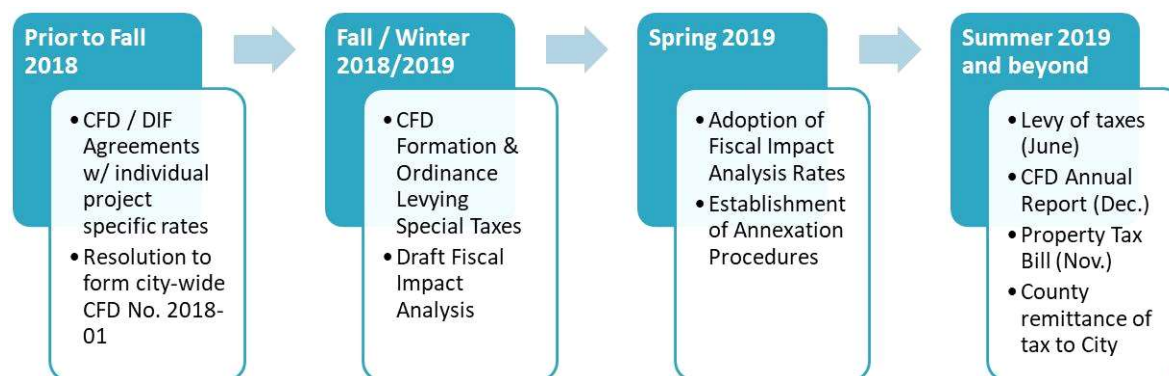 Prior to Fall
2018
• CFD / DIF
Agreements
w/ individual
project
specific rates
• Resolution to
form city-wide
CFD No. 2018-
01
Fall / Winter
2018/2019
• CFD
Formation &
Ordinance
Levying
Special Taxes
• Draft Fiscal
Impact
Analysis
Spring 2019
• Adoption of
Fiscal Impact
Analysis Rates
• Establishment
of Annexation
Procedures
Summer 2019
and beyond
• Levy of taxes
(June)
• CFD Annual
Report (Dec.)
• Property Tax
Bill (Nov.)
• County
remittance of
tax to City